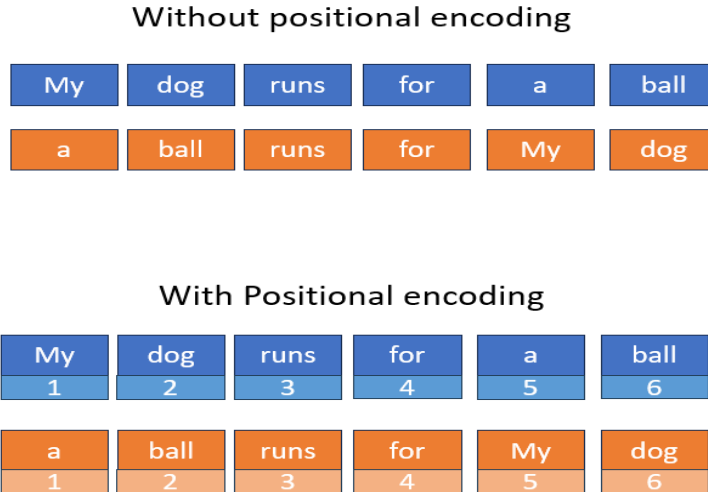 Without positional encoding
My dog runs for a ball
a ball runs for My dog
With Positional encoding
My dog runs for a ball
1 2 3 4 5 6
a ball runs for My dog
1 2 3 4 5 6